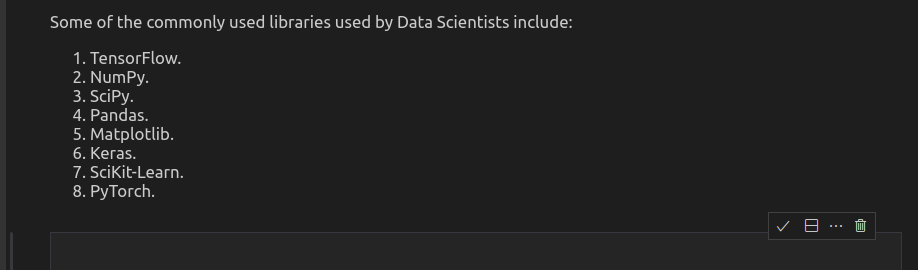 Some of the commonly used libraries used by Data Scientists include:
1. TensorFlow.
2. NumPy.
3. SciPy.
4. Pandas.
5. Matplotlib.
6. Keras.
7. SciKit-Learn.
8. PyTorch.